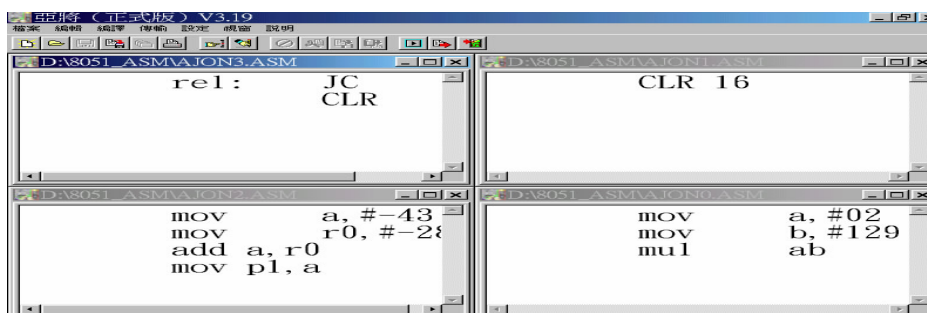 亞將（正式版）V3.19
檔案 編輯 編譯 傳輸 設定 視窗 說明
D:\8051_ASM\AJON3.ASM
rel: JC
CLR
D:\8051_ASM\AJON1.ASM
CLR 16
D:\8051_ASM\AJON2.ASM
mov a,#-43
mov r0,#-28
add a,r0
mov p1,a
D:\8051_ASM\AJON0.ASM
mov a,#02
mov b,#129
mul ab